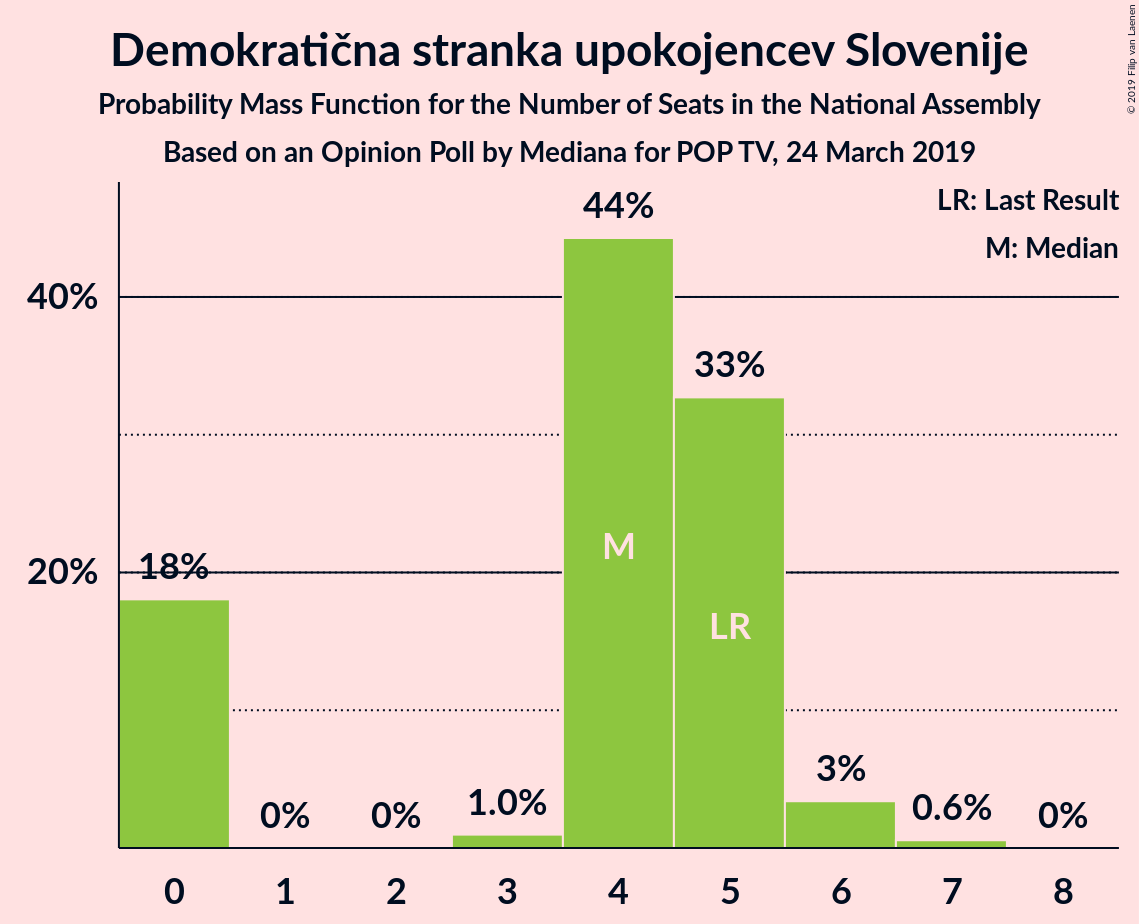 Demokratična stranka upokojencev Slovenije
Probability Mass Function for the Number of Seats in the National Assembly
Based on an Opinion Poll by Mediana for POP TV, 24 March 2019
© 2019 Filip van Laenen
LR: Last Result
M: Median
44%
40%
33%
M
20%
18%
LR
3%
1.0%
0.6%
0%
0%
0%
0 1 2 3 4 5 6 7 8